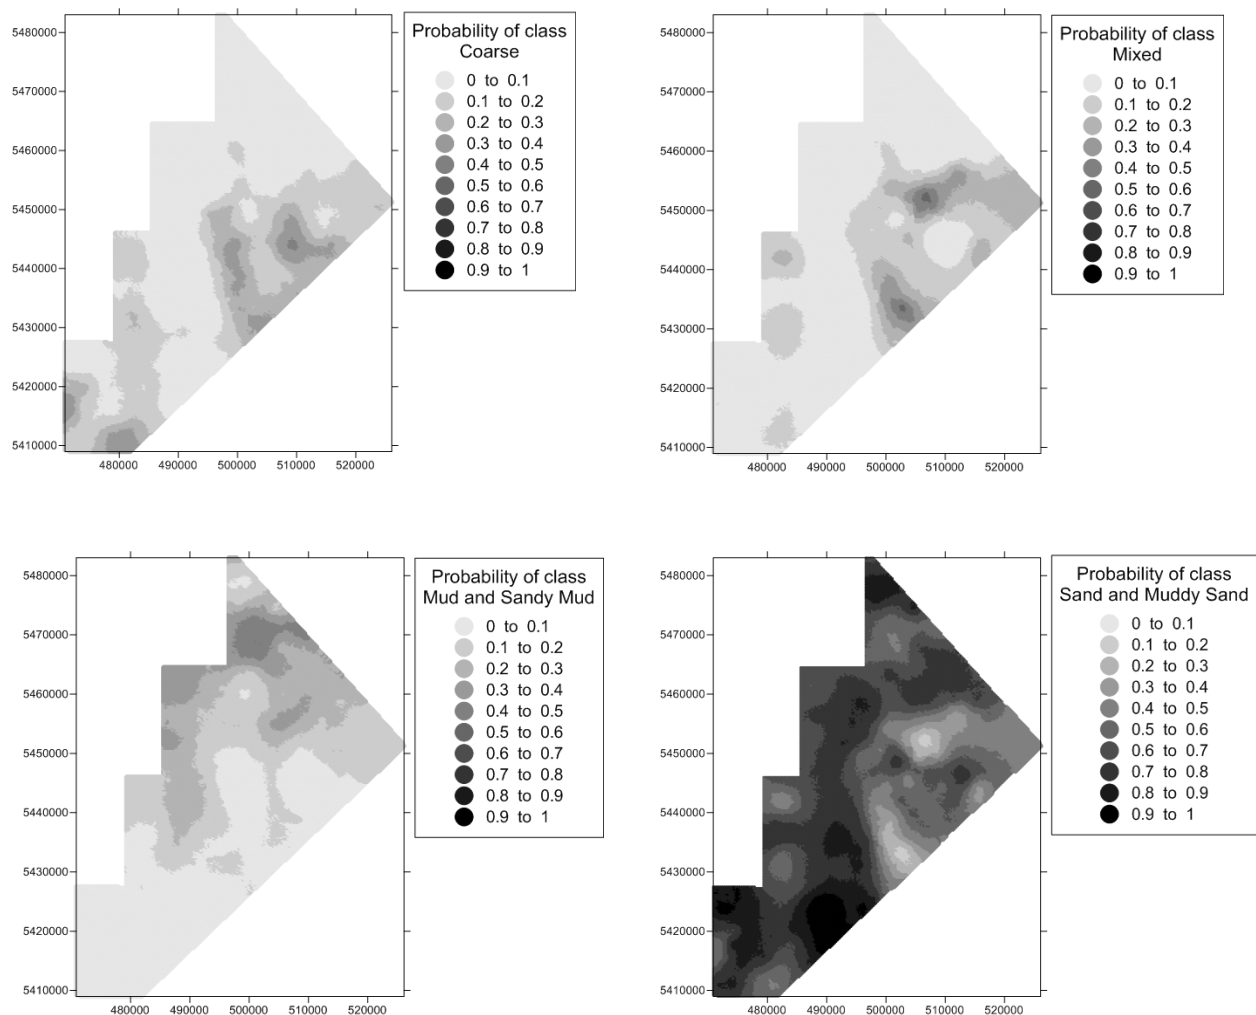 Probability of class
Coarse
0 to 0.1
0.1 to 0.2
0.2 to 0.3
0.3 to 0.4
0.4 to 0.5
0.5 to 0.6
0.6 to 0.7
0.7 to 0.8
0.8 to 0.9
0.9 to 1
5480000
5470000
5460000
5450000
5440000
5430000
5420000
5410000
480000 490000 500000 510000 520000
Probability of class
Mixed
0 to 0.1
0.1 to 0.2
0.2 to 0.3
0.3 to 0.4
0.4 to 0.5
0.5 to 0.6
0.6 to 0.7
0.7 to 0.8
0.8 to 0.9
0.9 to 1
5480000
5470000
5460000
5450000
5440000
5430000
5420000
5410000
480000 490000 500000 510000 520000
Probability of class
Mud and Sandy Mud
0 to 0.1
0.1 to 0.2
0.2 to 0.3
0.3 to 0.4
0.4 to 0.5
0.5 to 0.6
0.6 to 0.7
0.7 to 0.8
0.8 to 0.9
0.9 to 1
5480000
5470000
5460000
5450000
5440000
5430000
5420000
5410000
480000 490000 500000 510000 520000
Probability of class
Sand and Muddy Sand
0 to 0.1
0.1 to 0.2
0.2 to 0.3
0.3 to 0.4
0.4 to 0.5
0.5 to 0.6
0.6 to 0.7
0.7 to 0.8
0.8 to 0.9
0.9 to 1
5480000
5470000
5460000
5450000
5440000
5430000
5420000
5410000
480000 490000 500000 510000 520000